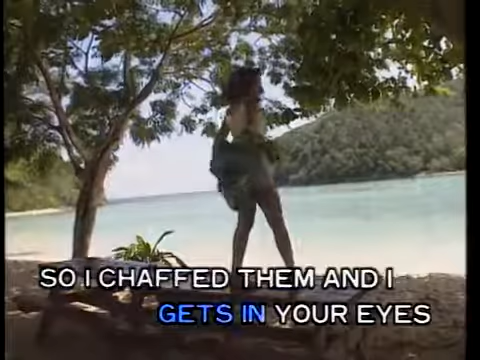 SO I CHAFFED THEM AND I
GETS IN YOUR EYES